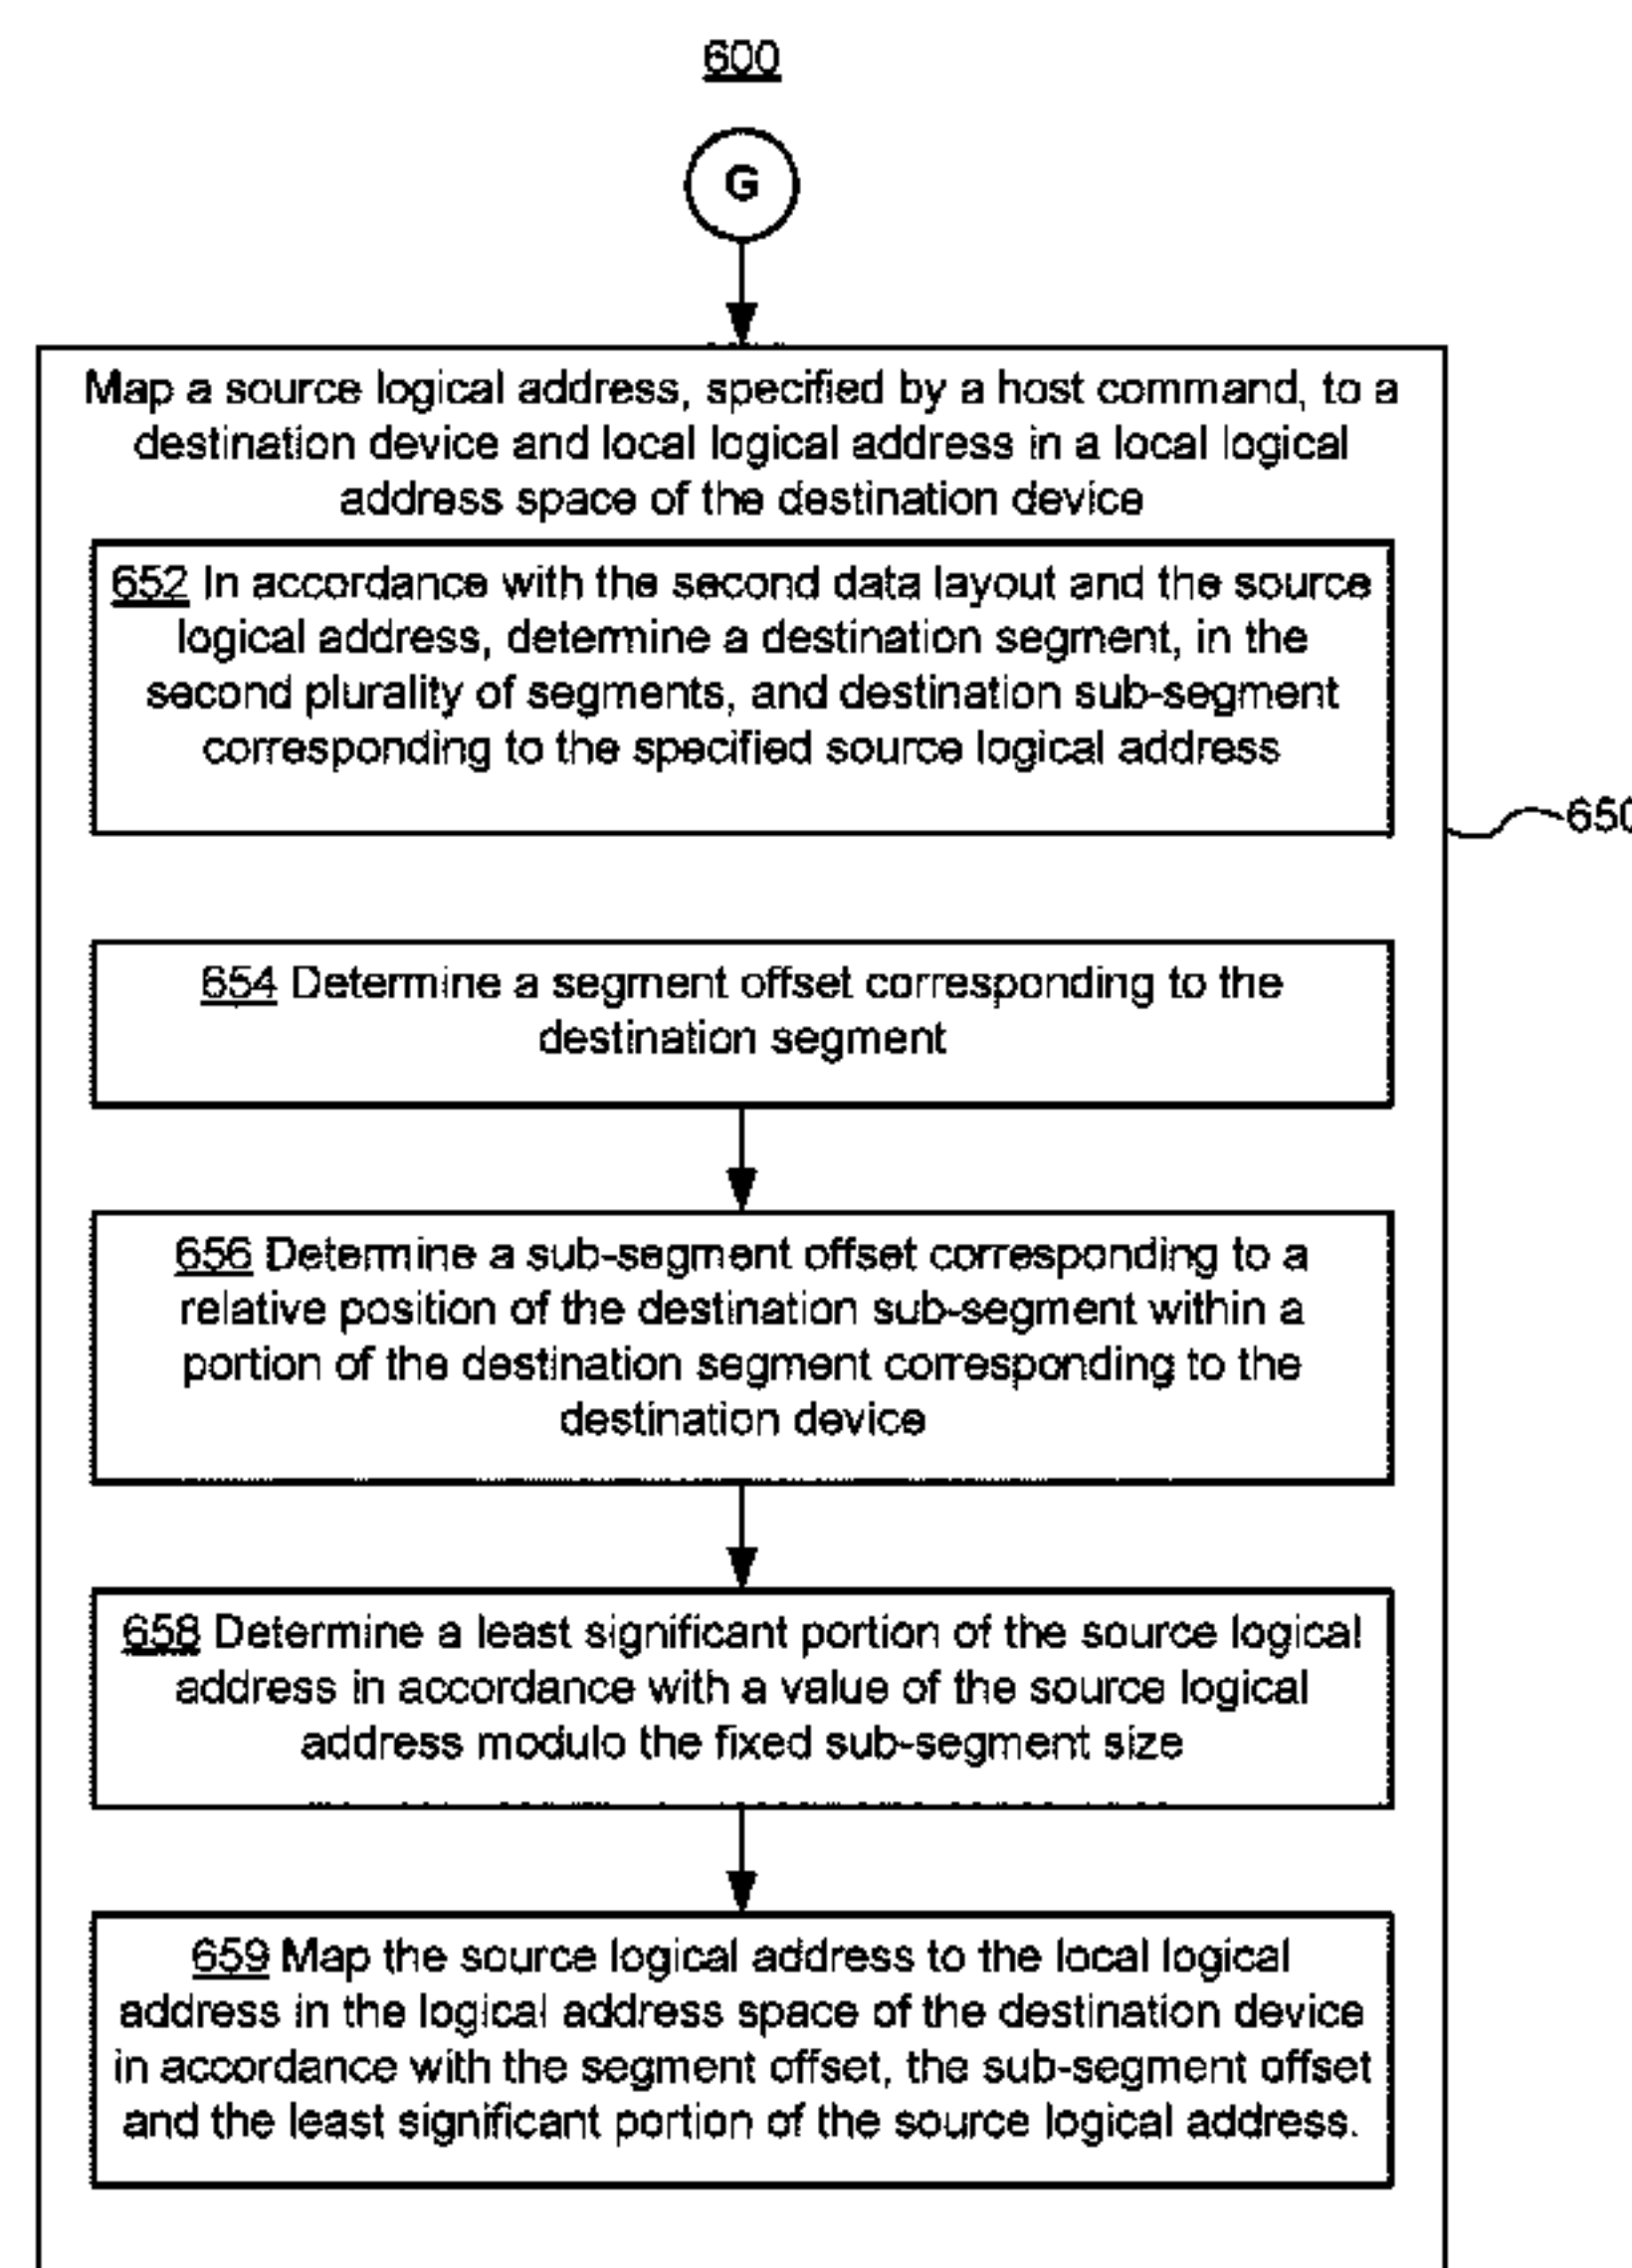 600
G
Map a source logical address, specified by a host command, to a
destination device and local logical address in a local logical
address space of the destination device
652 In accordance with the second data layout and the source
logical address, determine a destination segment, in the
second plurality of segments, and destination sub-segment
corresponding to the specified source logical address
650
654 Determine a segment offset corresponding to the
destination segment
656 Determine a sub-segment offset corresponding to a
relative position of the destination sub-segment within a
portion of the destination segment corresponding to the
destination device
658 Determine a least significant portion of the source logical
address in accordance with a value of the source logical
address modulo the fixed sub-segment size
659 Map the source logical address to the local logical
address in the logical address space of the destination device
in accordance with the segment offset, the sub-segment offset
and the least significant portion of the source logical address.